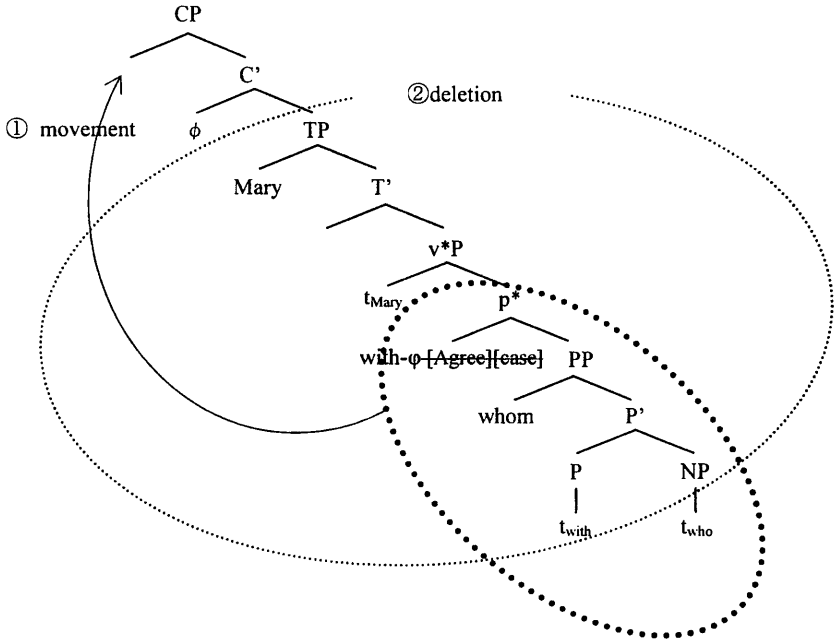 CP
C’
②deletion
① movement
ϕ
TP
Mary
T’
v*P
tMary
p*
with-φ [Agree][case]
PP
whom
P’
P
NP
twith
twho